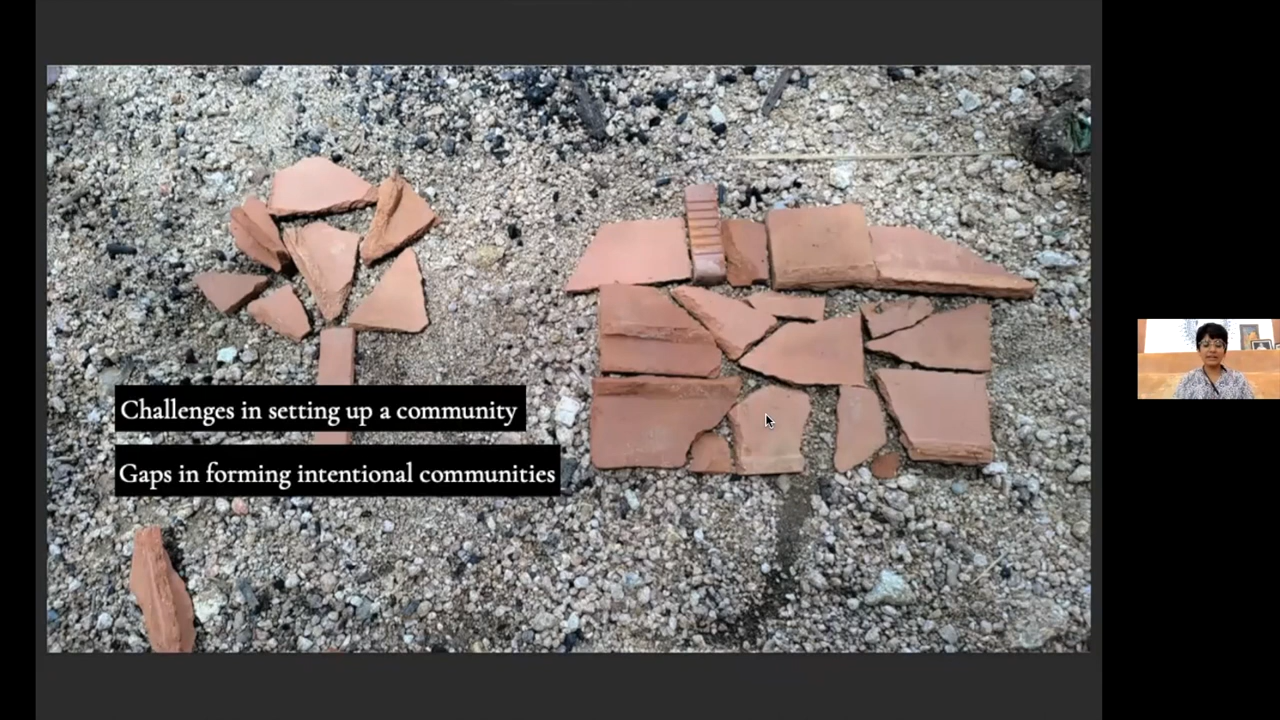 Challenges in setting up a community
Gaps in forming intentional communities